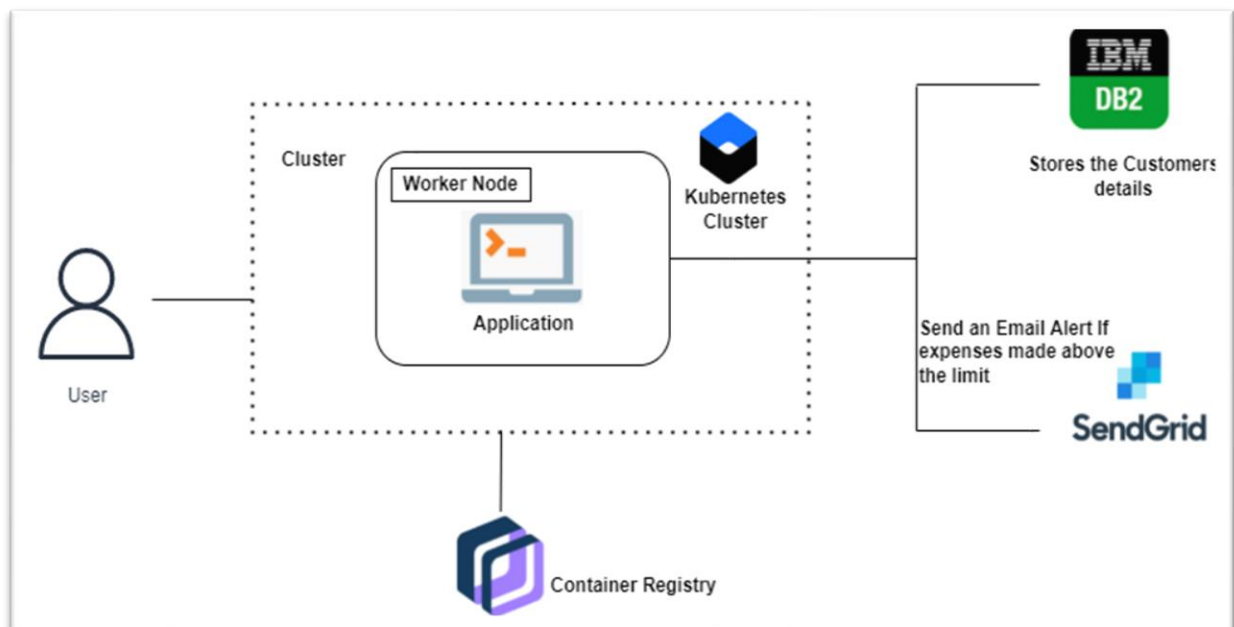 IBM
DB2
Stores the Customers
details
Cluster
Worker Node
Kubernetes
Cluster
Application
User
Send an Email Alert If
expenses made above
the limit
SendGrid
Container Registry